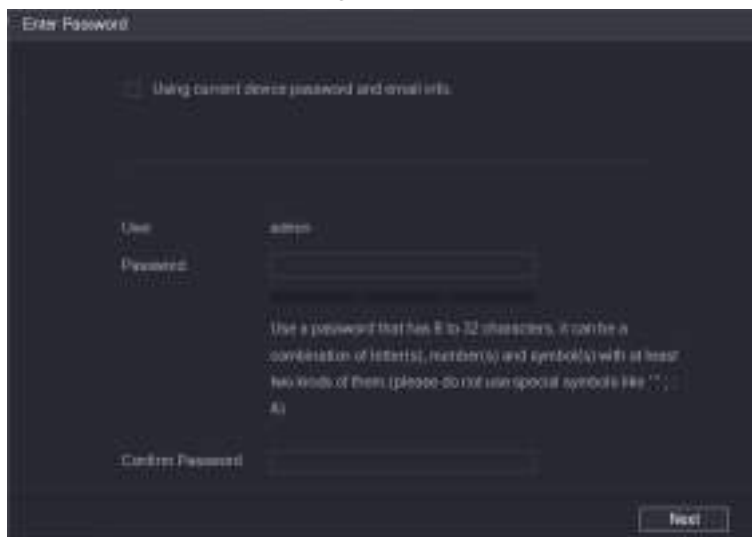 Enter Password
Using current device password and email info.
User admin
Password
Use a password that has 8 to 32 characters, it can be a
combination of letter(s), number(s) and symbol(s) with at least
two kinds of them.(please do not use special symbols like ' " ; :
&)
Confirm Password
Next